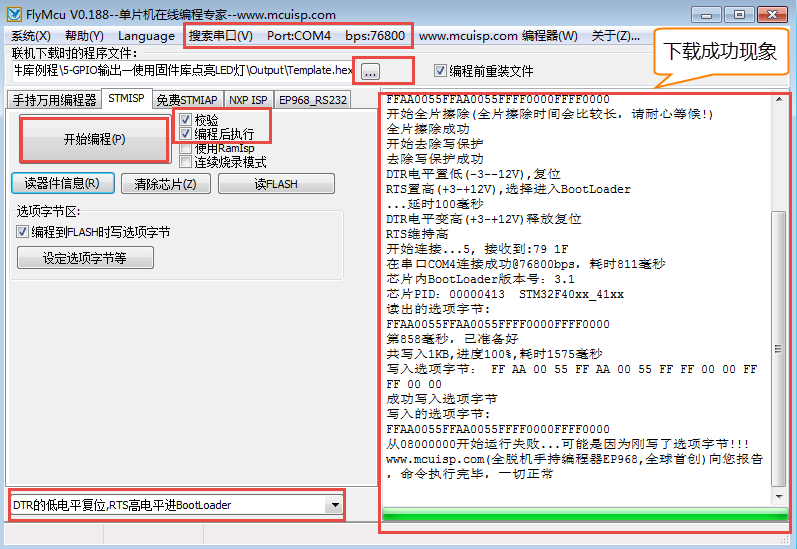 FlyMcu V0.188--单片机在线编程专家--www.mcuisp.com
系统(X) 帮助(Y) Language 搜索串口(V) Port:COM4 bps:76800 www.mcuisp.com 编程器(W) 关于(Z)...
联机下载时的程序文件:
牛库例程\5-GPIO输出—使用固件库点亮LED灯\Output\Template.hex ... 编程前重装文件
下载成功现象
手持万用编程器 STMISP 免费STMIAP NXP ISP EP968_RS232
开始编程(P)
校验
编程后执行
使用RamIsp
连续烧录模式
读器件信息(R) 清除芯片(Z) 读FLASH
选项字节区:
编程到FLASH时写选项字节
设定选项字节等
DTR的低电平复位,RTS高电平进BootLoader
FFAA0055FFAA0055FFFF0000FFFF0000
开始全片擦除(全片擦除时间会比较长，请耐心等候!)
全片擦除成功
开始去除写保护
去除写保护成功
DTR电平置低(-3--12V),复位
RTS置高(+3-+12V),选择进入BootLoader
...延时100毫秒
DTR电平变高(+3-+12V)释放复位
RTS维持高
开始连接...5, 接收到:79 1F
在串口COM4连接成功@76800bps，耗时811毫秒
芯片内BootLoader版本号：3.1
芯片PID：00000413 STM32F40xx_41xx
读出的选项字节:
FFAA0055FFAA0055FFFF0000FFFF0000
第858毫秒，已准备好
共写入1KB,进度100%,耗时1575毫秒
写入选项字节： FF AA 00 55 FF AA 00 55 FF FF 00 00 FF
FF 00 00
成功写入选项字节
写入的选项字节:
FFAA0055FFAA0055FFFF0000FFFF0000
从08000000开始运行失败...可能是因为刚写了选项字节!!!
www.mcuisp.com(全脱机手持编程器EP968,全球首创)向您报告
，命令执行完毕，一切正常